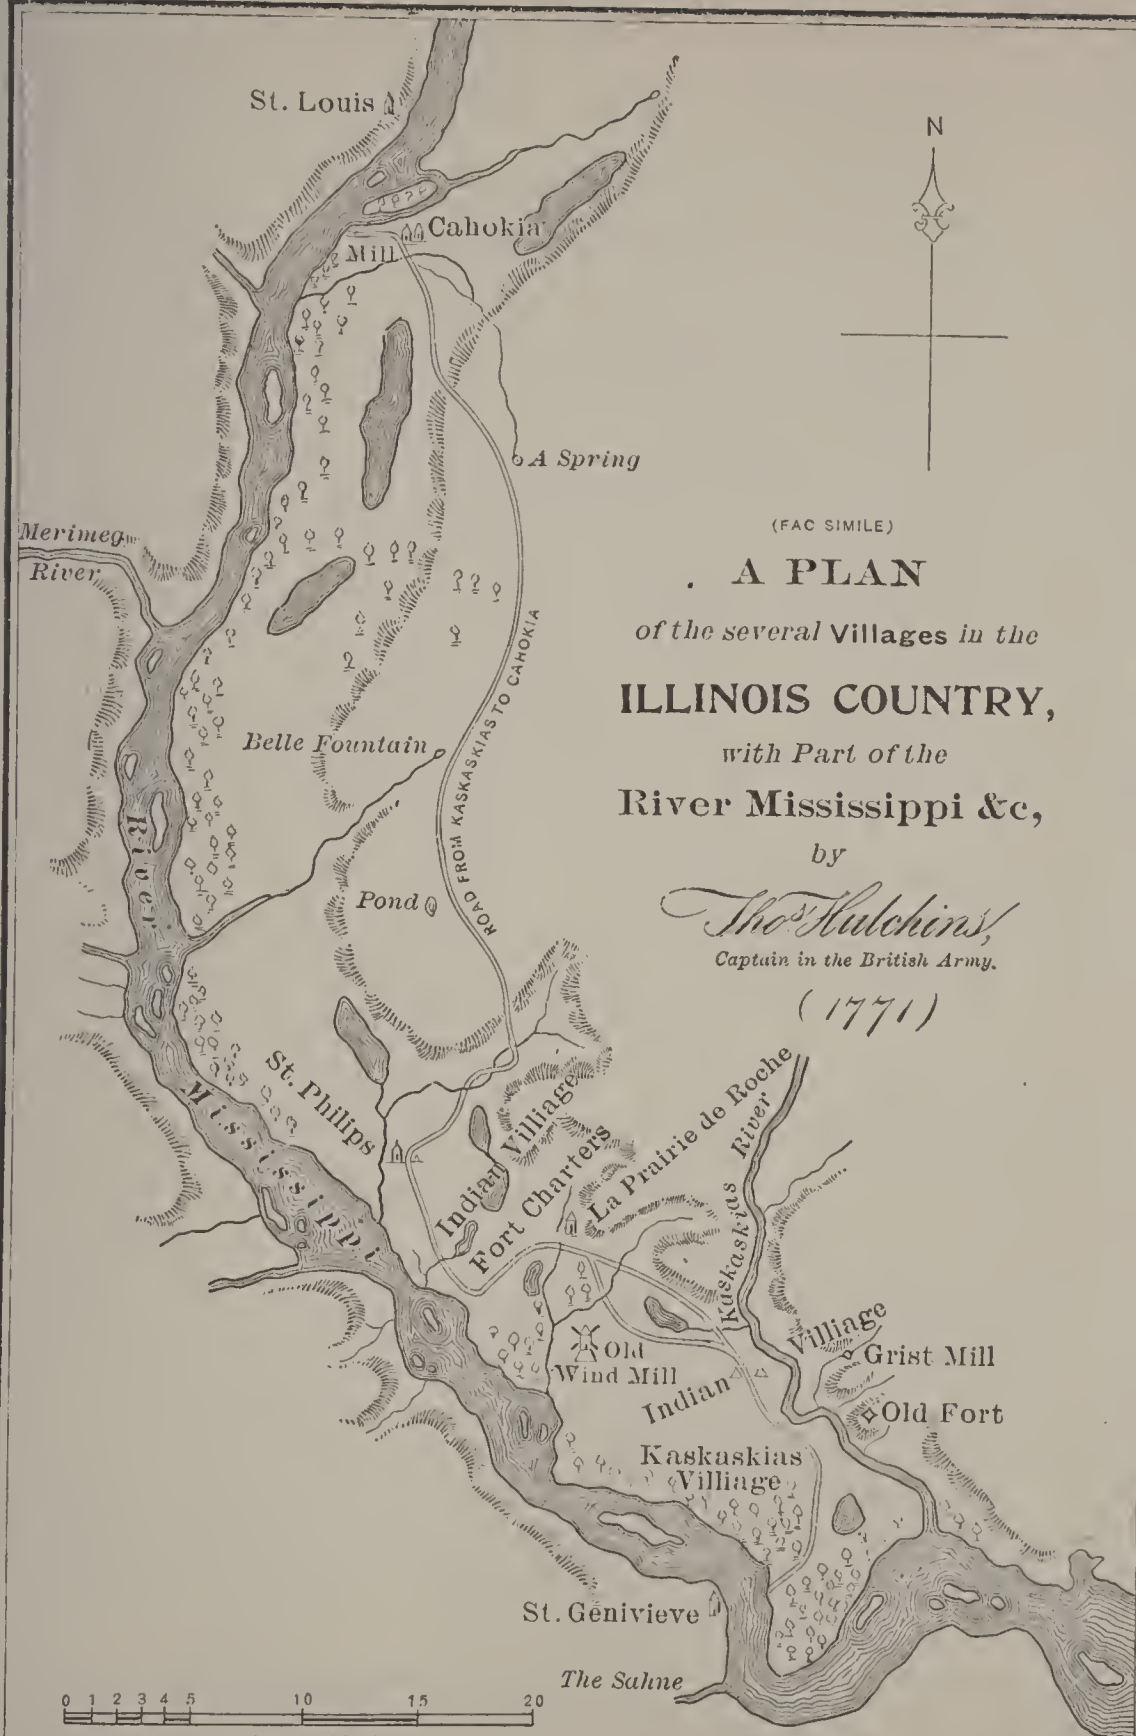 St. Louis
N
Cahokia
Mill
A Spring
Merimeg
River
(FAC SIMILE)
A PLAN
of the several Villages in the
ILLINOIS COUNTRY,
with Part of the
River Mississippi &c,
by
Thos Hutchins,
Captain in the British Army.
(1771)
ROAD FROM KASKASKIAS TO CAHOKIA
Belle Fountain
Pond
River
Mississippi
St. Philips
Indian Villiage
Fort Charters
La Prairie de Roche
Kaskaskias River
Villiage
Grist Mill
Old
Wind Mill
Indian
Old Fort
Kaskaskias
Villiage
St. Genivieve
The Sahne
0 1 2 3 4 5 10 15 20